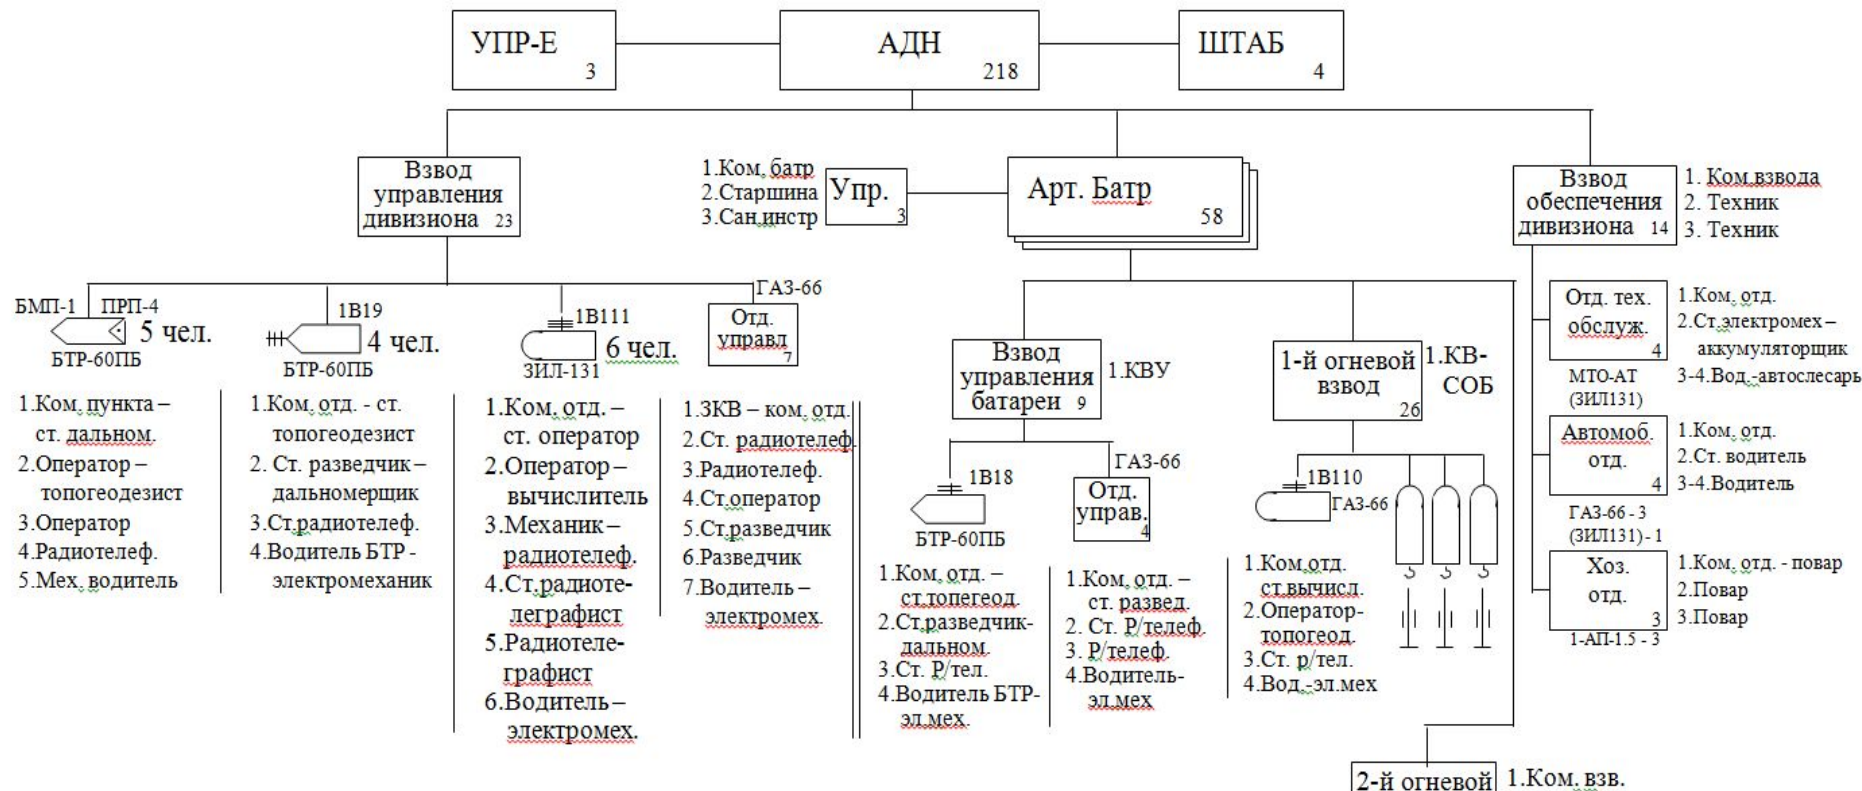 УПР-Е
3
АДН
218
ШТАБ
4
Взвод
управления
дивизиона 23
1.Ком. батр
2.Старшина
3.Сан.инстр
Упр.
3
Арт. Батр
58
Взвод
обеспечения
дивизиона 14
1. Ком.взвода
2. Техник
3. Техник
БМП-1 ПРП-4
5 чел.
БТР-60ПБ
1В19
4 чел.
БТР-60ПБ
1В111
6 чел.
ЗИЛ-131
ГАЗ-66
Отд.
управл
7
1.Ком. пункта –
ст. дальном.
2.Оператор –
топогеодезист
3.Оператор
4.Радиотелеф.
5.Мех. водитель
1.Ком. отд. - ст.
топогеодезист
2. Ст. разведчик –
дальномерщик
3.Ст.радиотелеф.
4.Водитель БТР -
электромеханик
1.Ком. отд. –
ст. оператор
2.Оператор –
вычислитель
3.Механик –
радиотелеф.
4.Ст.радиоте-
леграфист
5.Радиотеле-
графист
6.Водитель –
электромех.
1.ЗКВ – ком. отд.
2.Ст. радиотелеф.
3.Радиотелеф.
4.Ст.оператор
5.Ст.разведчик
6.Разведчик
7.Водитель –
электромех.
Взвод
управления
батареи 9
1.КВУ
1В18
БТР-60ПБ
ГАЗ-66
Отд.
управ.
4
1.Ком. отд. –
ст.топегеод.
2.Ст.разведчик-
дальном.
3.Ст. Р/тел.
4.Водитель БТР-
эл.мех.
1.Ком. отд. –
ст. развед.
2. Ст. Р/телеф.
3. Р/телеф.
4.Водитель-
эл.мех
1-й огневой
взвод
26
1.КВ-
СОБ
1В110
ГАЗ-66
1.Ком.отд.
ст.вычисл.
2.Оператор-
топогеод.
3.Ст. р/тел.
4.Вод.-эл.мех
2-й огневой
1.Ком. взв.
Отд. тех.
обслуж.
4
1.Ком. отд.
2.Ст.электромех –
аккумуляторщик
3-4.Вод.-автослесарь
МТО-АТ
(ЗИЛ131)
Автомоб.
отд.
4
1.Ком. отд.
2.Ст. водитель
3-4.Водитель
ГАЗ-66 - 3
(ЗИЛ131) - 1
Хоз.
отд.
3
1.Ком. отд. - повар
2.Повар
3.Повар
1-АП-1.5 - 3